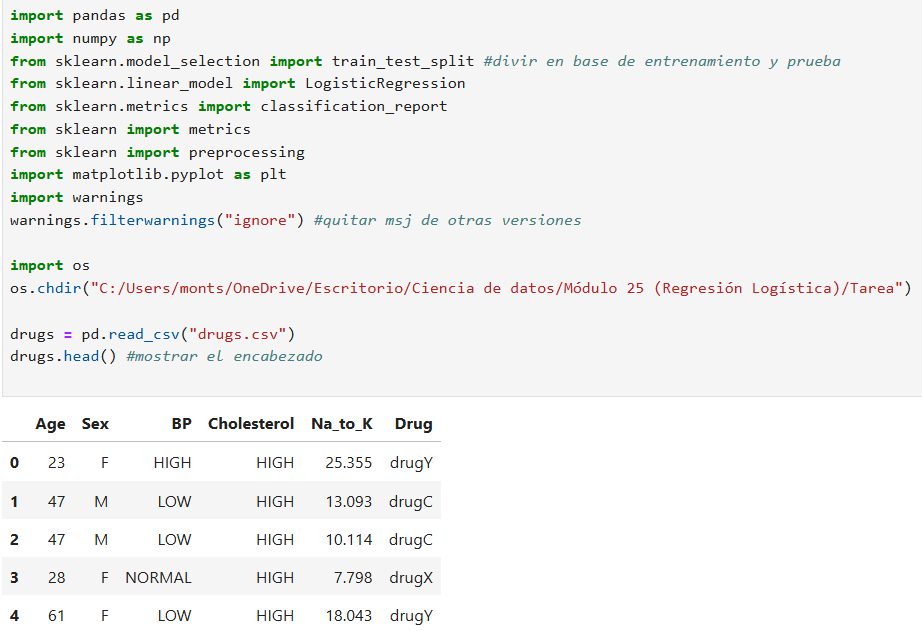 import pandas as pd
import numpy as np
from sklearn.model_selection import train_test_split #divir en base de entrenamiento y prueba
from sklearn.linear_model import LogisticRegression
from sklearn.metrics import classification_report
from sklearn import metrics
from sklearn import preprocessing
import matplotlib.pyplot as plt
import warnings
warnings.filterwarnings("ignore") #quitar msj de otras versiones
import os
os.chdir("C:/Users/monts/OneDrive/Escritorio/Ciencia de datos/Módulo 25 (Regresión Logística)/Tarea")
drugs = pd.read_csv("drugs.csv")
drugs.head() #mostrar el encabezado
Age Sex BP Cholesterol Na_to_K Drug
0 23 F HIGH HIGH 25.355 drugY
1 47 M LOW HIGH 13.093 drugC
2 47 M LOW HIGH 10.114 drugC
3 28 F NORMAL HIGH 7.798 drugX
4 61 F LOW HIGH 18.043 drugY